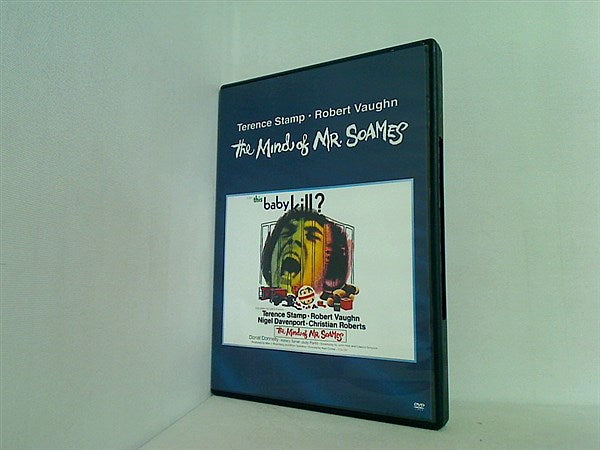 Terence Stamp • Robert Vaughn
the Mind of MR. SOAMES
this
baby kill?
Terence Stamp • Robert Vaughn
Nigel Davenport • Christian Roberts
The Mind of MR. SOAMES
Donal Donnelly
DVD